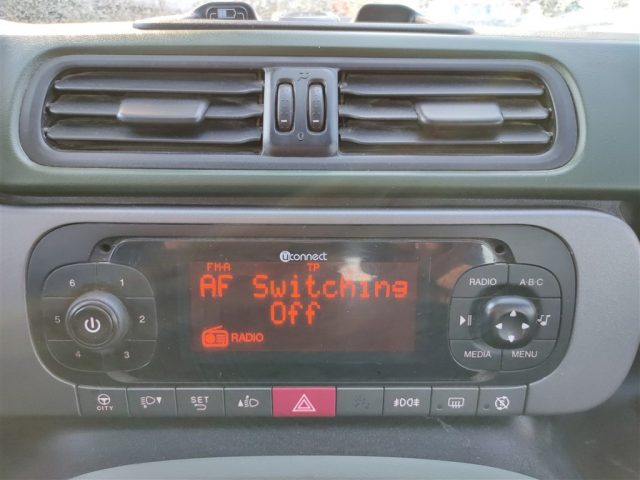 uconnect
FM-A TP
AF Switching
Off
RADIO
6 1
5 2
4 3
RADIO A·B·C
MEDIA MENU
CITY
SET